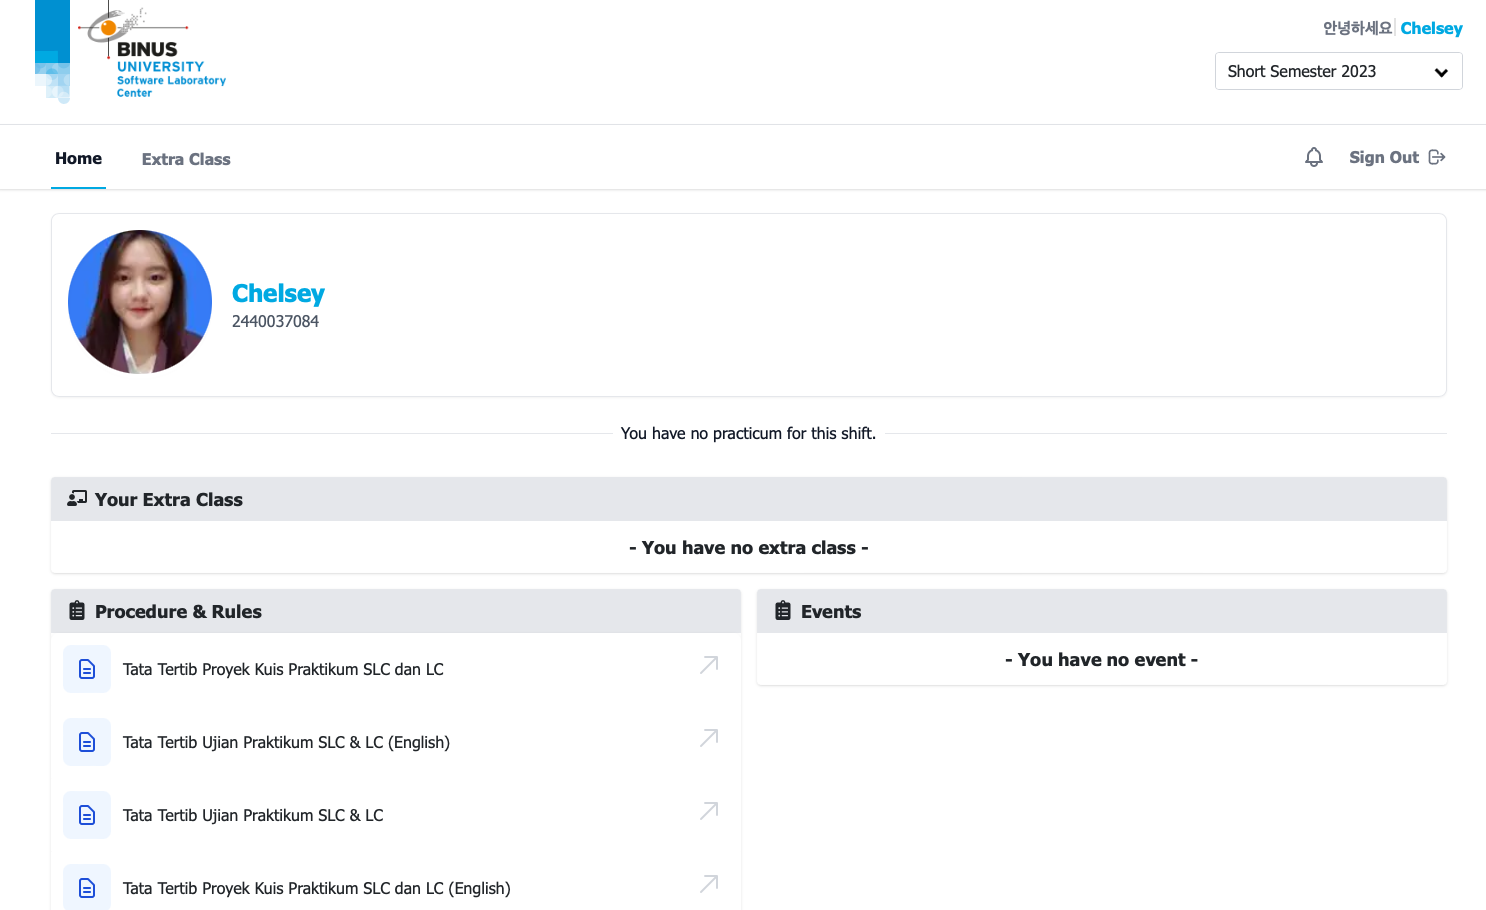 BINUS
UNIVERSITY
Software Laboratory
Center
안녕하세요 Chelsey
Short Semester 2023
Home
Extra Class
Sign Out
Chelsey
2440037084
You have no practicum for this shift.
Your Extra Class
- You have no extra class -
Procedure & Rules
Tata Tertib Proyek Kuis Praktikum SLC dan LC
Tata Tertib Ujian Praktikum SLC & LC (English)
Tata Tertib Ujian Praktikum SLC & LC
Tata Tertib Proyek Kuis Praktikum SLC dan LC (English)
Events
- You have no event -